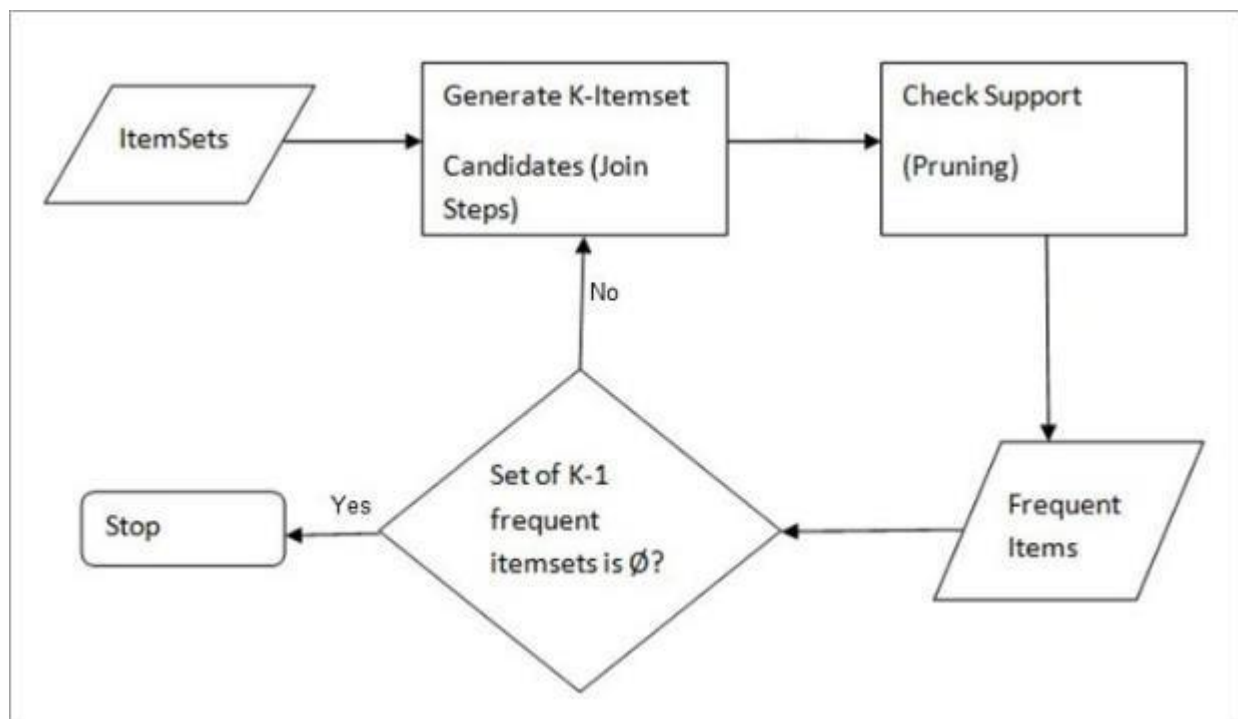 ItemSets
Generate K-Itemset
Candidates (Join
Steps)
Check Support
(Pruning)
No
Set of K-1
frequent
itemsets is Ø?
Yes
Stop
Frequent
Items